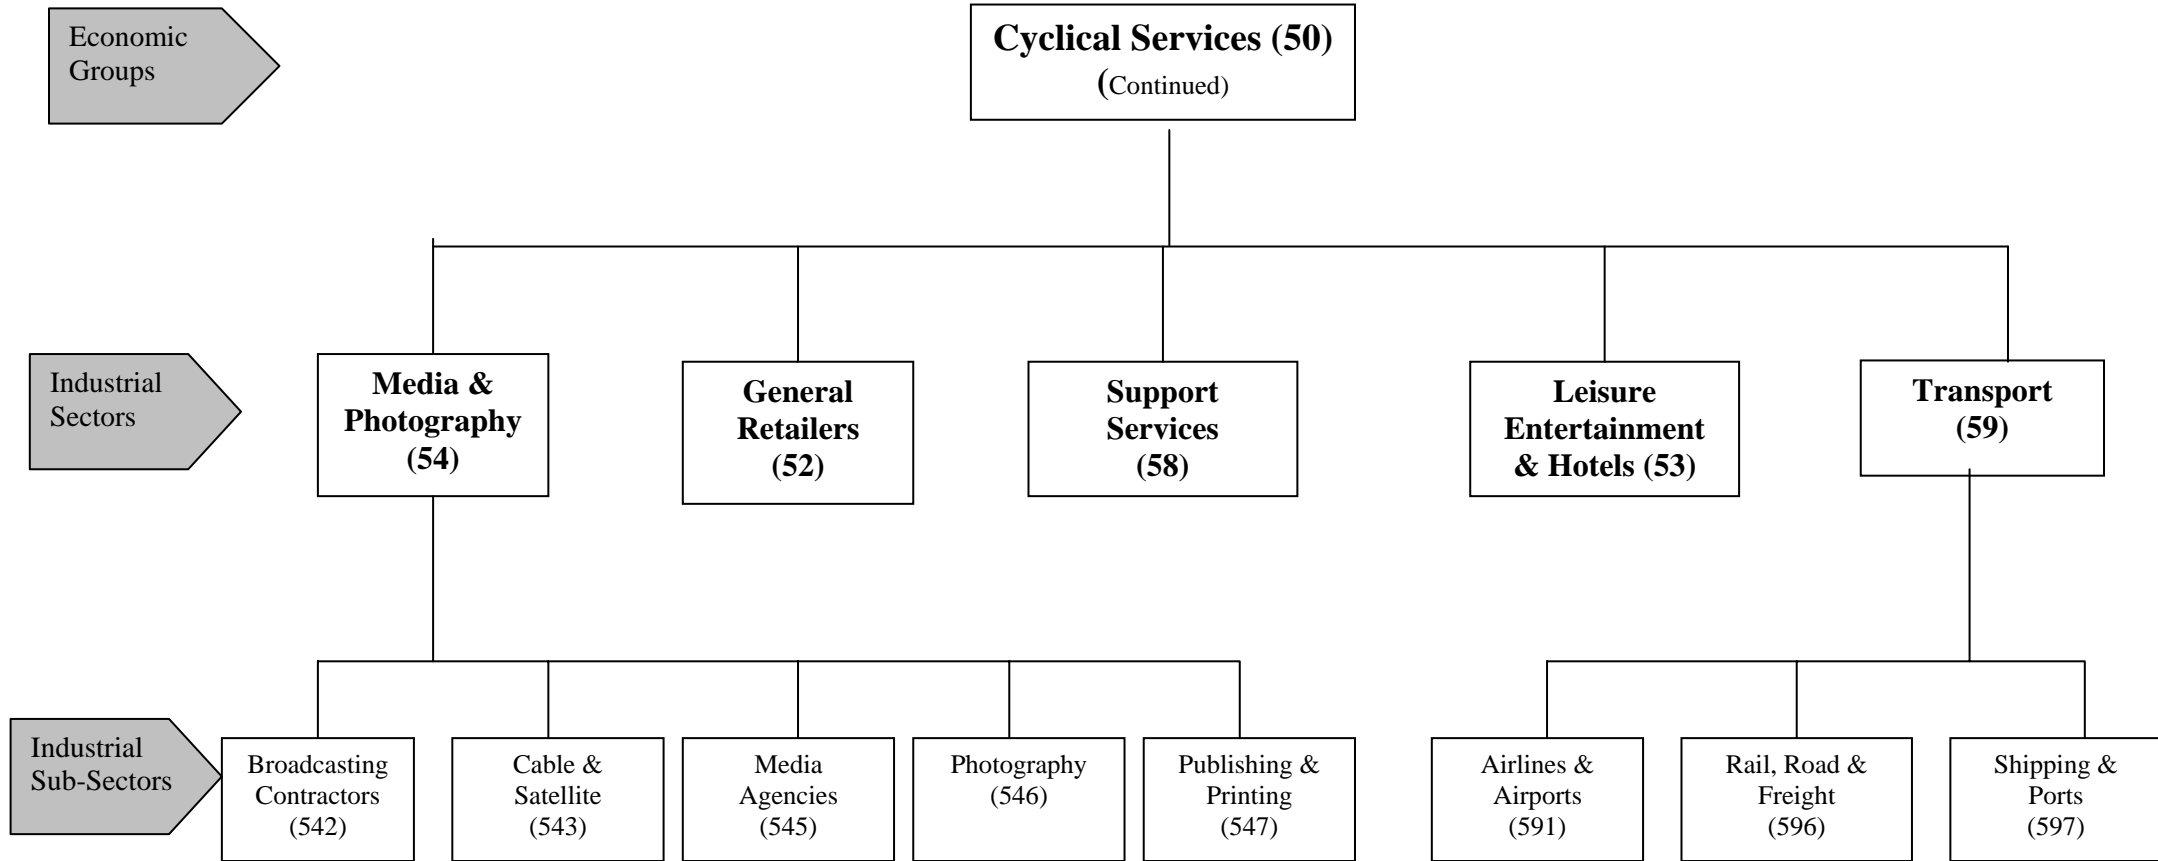 Economic
Groups
Cyclical Services (50)
(Continued)
Industrial
Sectors
Media &
Photography
(54)
General
Retailers
(52)
Support
Services
(58)
Leisure
Entertainment
& Hotels (53)
Transport
(59)
Industrial
Sub-Sectors
Broadcasting
Contractors
(542)
Cable &
Satellite
(543)
Media
Agencies
(545)
Photography
(546)
Publishing &
Printing
(547)
Airlines &
Airports
(591)
Rail, Road &
Freight
(596)
Shipping &
Ports
(597)